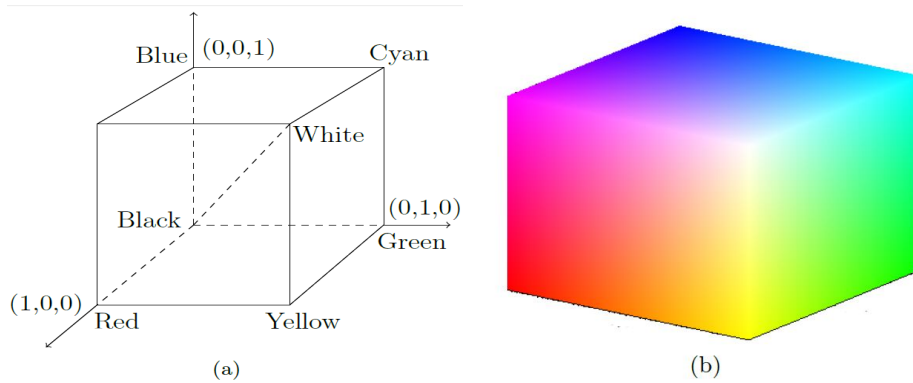 Blue
(0,0,1)
Cyan
White
Black
(0,1,0)
Green
(1,0,0)
Red
Yellow
(a)
(b)